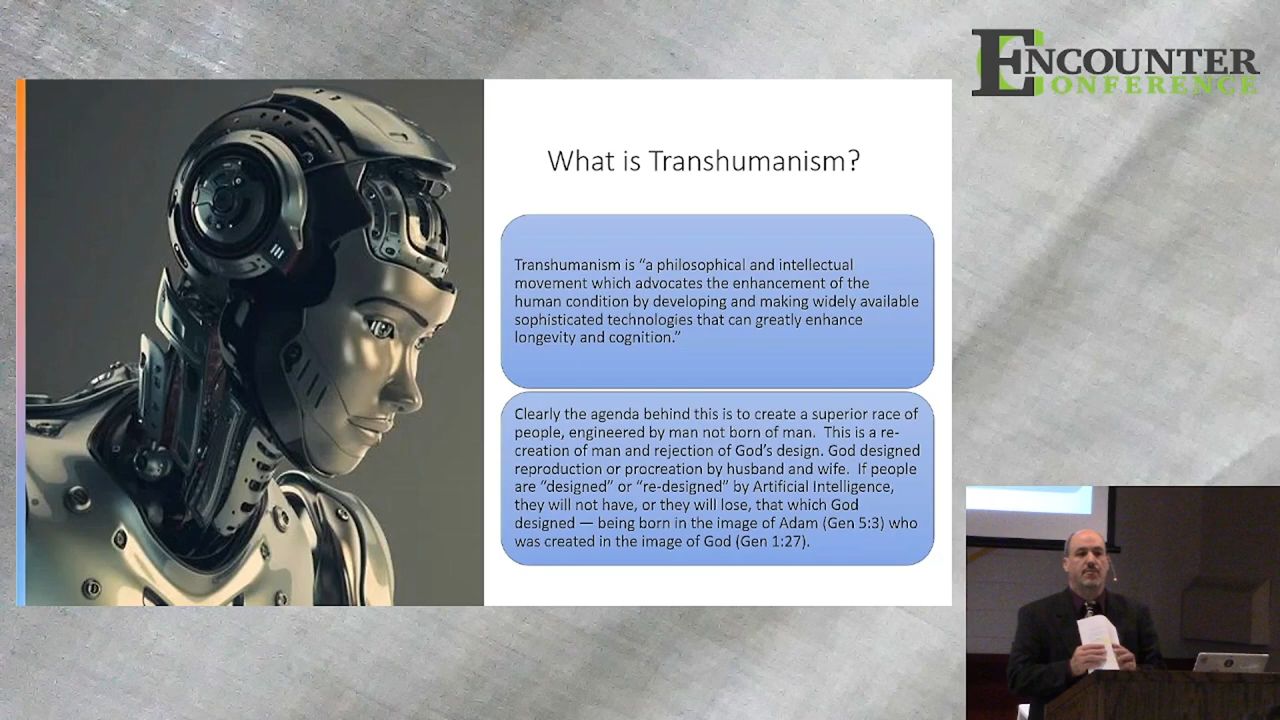 ENCOUNTER
CONFERENCE
What is Transhumanism?
Transhumanism is “a philosophical and intellectual
movement which advocates the enhancement of the
human condition by developing and making widely available
sophisticated technologies that can greatly enhance
longevity and cognition.”
Clearly the agenda behind this is to create a superior race of
people, engineered by man not born of man.  This is a re-
creation of man and rejection of God’s design. God designed
reproduction or procreation by husband and wife.  If people
are “designed” or “re-designed” by Artificial Intelligence,
they will not have, or they will lose, that which God
designed — being born in the image of Adam (Gen 5:3) who
was created in the image of God (Gen 1:27).